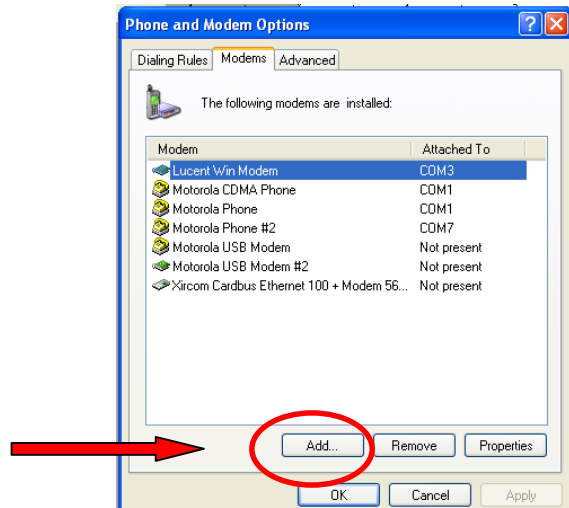 Phone and Modem Options
Dialing Rules Modems Advanced
The following modems are installed:
Modem Attached To
Lucent Win Modem COM3
Motorola CDMA Phone COM1
Motorola Phone COM1
Motorola Phone #2 COM7
Motorola USB Modem Not present
Motorola USB Modem #2 Not present
Xircom Cardbus Ethernet 100 + Modem 56... Not present
Add... Remove Properties
OK Cancel Apply